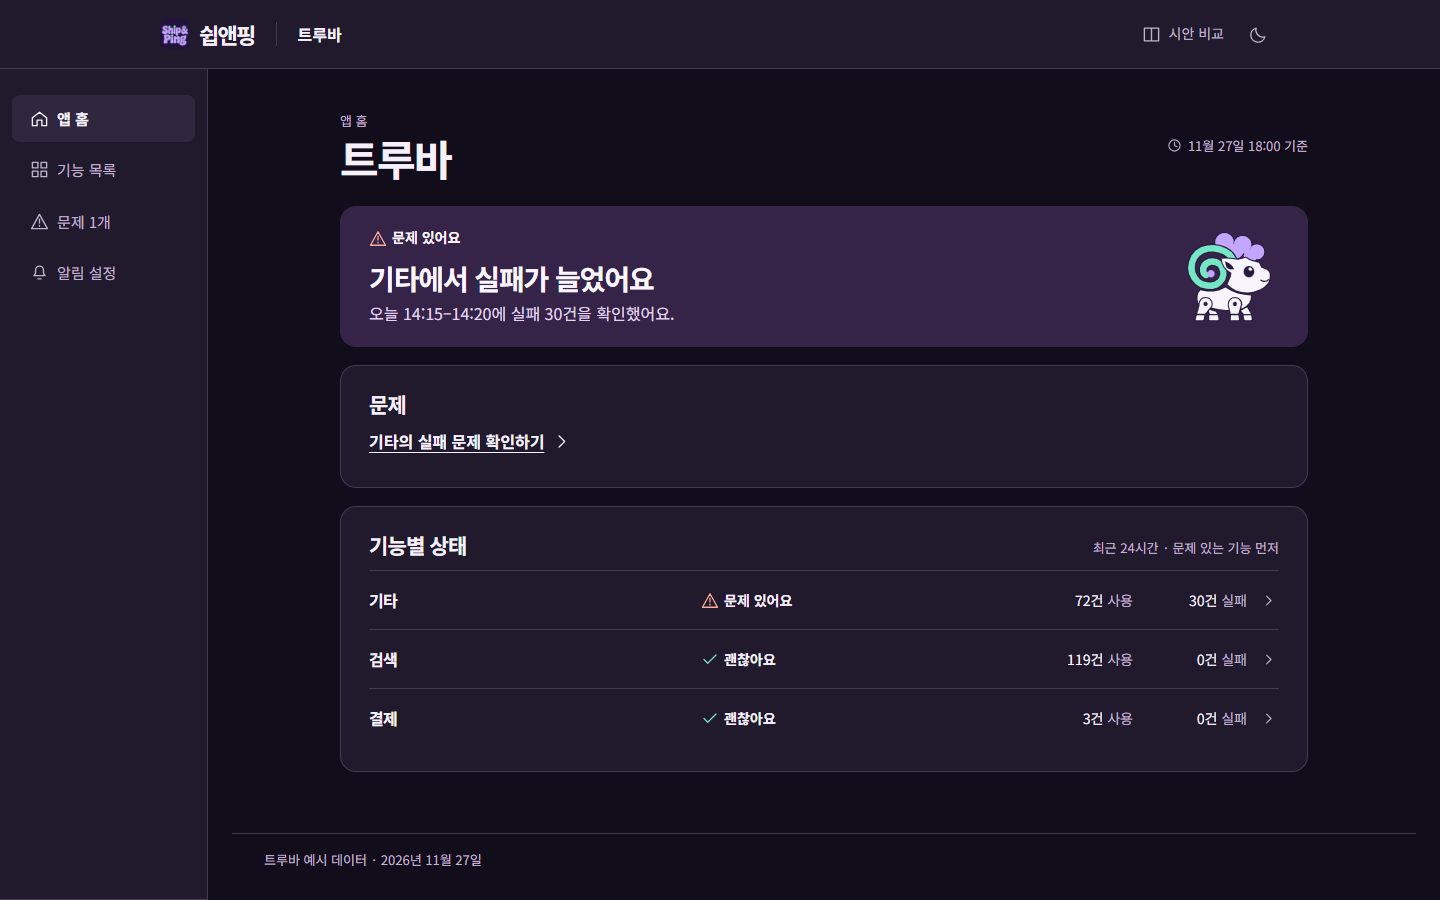 Ship& Ping 쉽앤핑 트루바 시안 비교
앱 홈
기능 목록
문제 1개
알림 설정
앱 홈
트루바
11월 27일 18:00 기준
문제 있어요
기타에서 실패가 늘었어요
오늘 14:15–14:20에 실패 30건을 확인했어요.
문제
기타의 실패 문제 확인하기
기능별 상태 최근 24시간 · 문제 있는 기능 먼저
기타 문제 있어요 72건 사용 30건 실패
검색 괜찮아요 119건 사용 0건 실패
결제 괜찮아요 3건 사용 0건 실패
트루바 예시 데이터 · 2026년 11월 27일